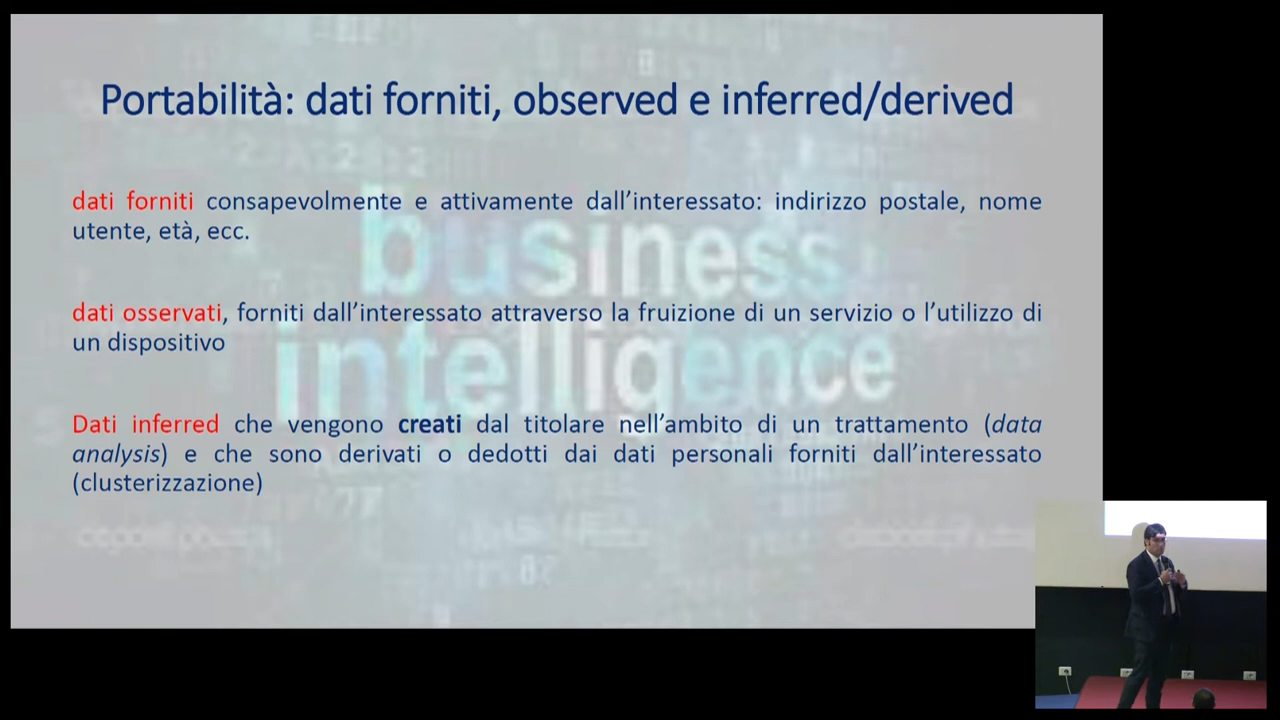 Portabilità: dati forniti, observed e inferred/derived
dati forniti consapevolmente e attivamente dall’interessato: indirizzo postale, nome
utente, età, ecc.
business
dati osservati, forniti dall’interessato attraverso la fruizione di un servizio o l’utilizzo di
un dispositivo
intelligence
Dati inferred che vengono creati dal titolare nell’ambito di un trattamento (data
analysis) e che sono derivati o dedotti dai dati personali forniti dall’interessato
(clusterizzazione)